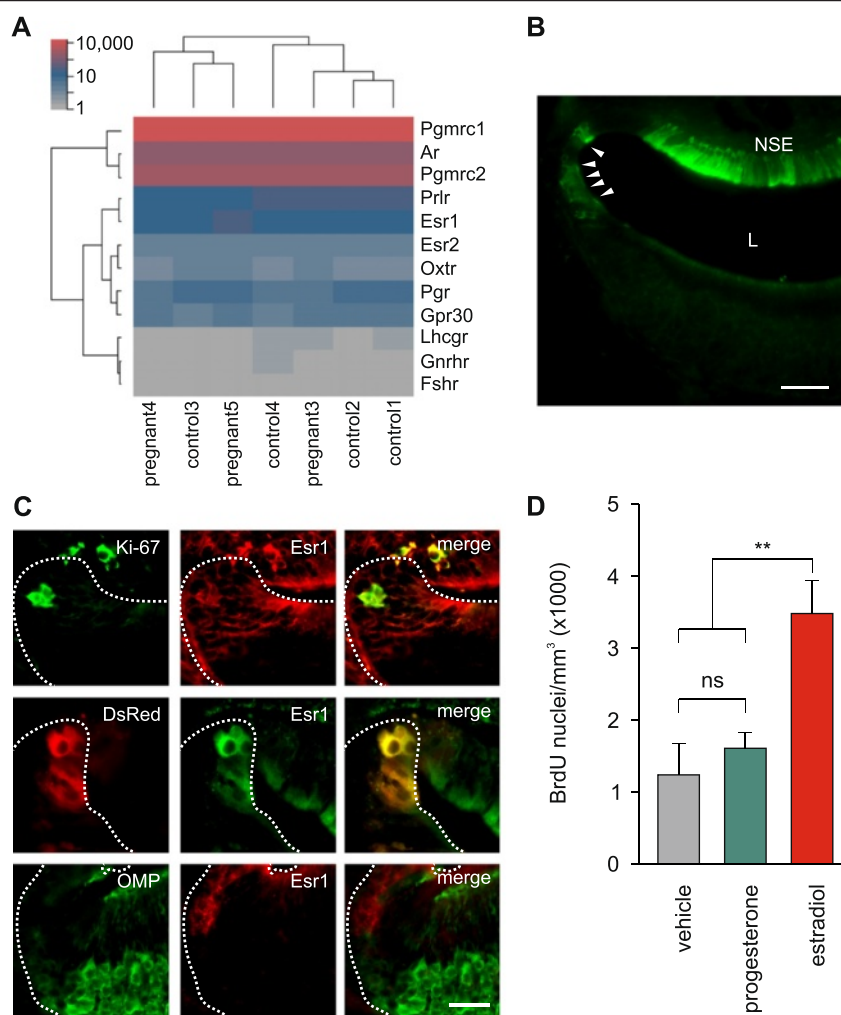 A
10,000
10
1
Pgmrc1
Ar
Pgmrc2
Prlr
Esr1
Esr2
Oxtr
Pgr
Gpr30
Lhcgr
Gnrhr
Fshr
pregnant4
control3
pregnant5
control4
pregnant3
control2
control1
B
NSE
L
C
Ki-67
Esr1
merge
DsRed
Esr1
merge
OMP
Esr1
merge
D
BrdU nuclei/mm³ (x1000)
5
4
3
2
1
0
**
ns
vehicle
progesterone
estradiol